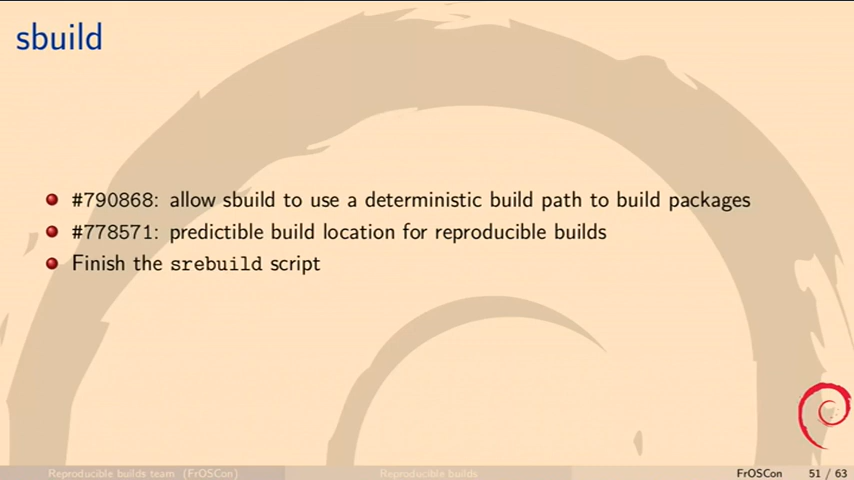 sbuild
#790868: allow sbuild to use a deterministic build path to build packages
#778571: predictible build location for reproducible builds
Finish the srebuild script
Reproducible builds team (FrOSCon)
Reproducible builds
FrOSCon
51 / 63